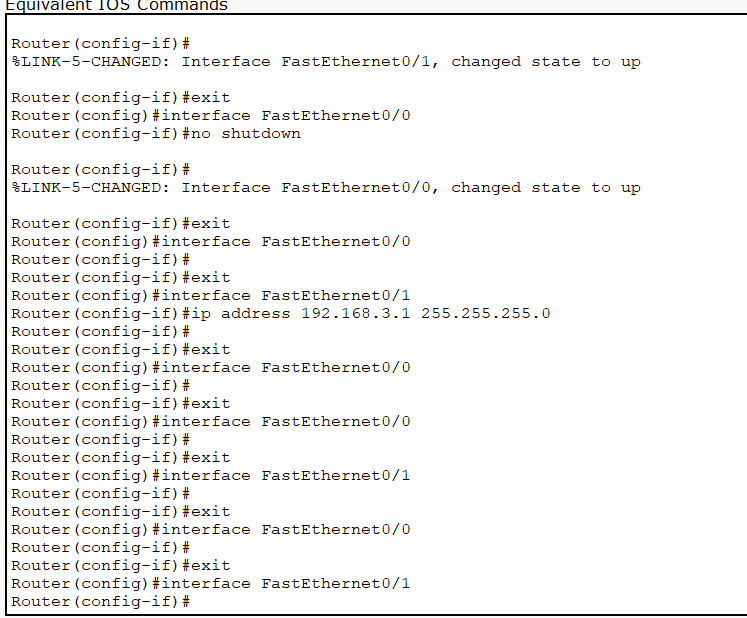 Equivalent IOS Commands
Router(config-if)#
%LINK-5-CHANGED: Interface FastEthernet0/1, changed state to up
Router(config-if)#exit
Router(config)#interface FastEthernet0/0
Router(config-if)#no shutdown
Router(config-if)#
%LINK-5-CHANGED: Interface FastEthernet0/0, changed state to up
Router(config-if)#exit
Router(config)#interface FastEthernet0/0
Router(config-if)#
Router(config-if)#exit
Router(config)#interface FastEthernet0/1
Router(config-if)#ip address 192.168.3.1 255.255.255.0
Router(config-if)#
Router(config-if)#exit
Router(config)#interface FastEthernet0/0
Router(config-if)#
Router(config-if)#exit
Router(config)#interface FastEthernet0/0
Router(config-if)#
Router(config-if)#exit
Router(config)#interface FastEthernet0/1
Router(config-if)#
Router(config-if)#exit
Router(config)#interface FastEthernet0/0
Router(config-if)#
Router(config-if)#exit
Router(config)#interface FastEthernet0/1
Router(config-if)#